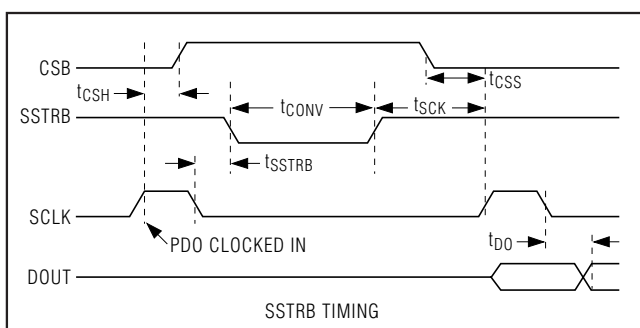 CSB
tCSH
tCSS
SSTRB
tCONV
tSCK
tSSTRB
SCLK
PDO CLOCKED IN
tDO
DOUT
SSTRB TIMING